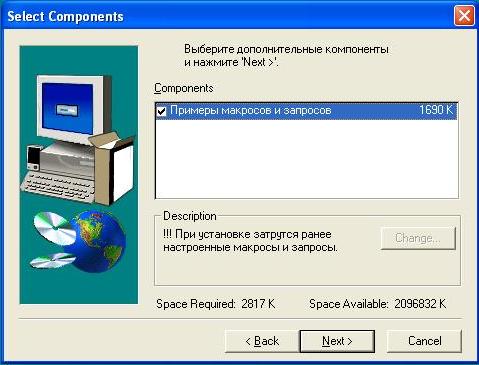 Select Components
Выберете дополнительные компоненты
и нажмите 'Next >'.
Components
Примеры макросов и запросов 1690 K
Description
!!! При установке затрутся ранее
настроенные макросы и запросы.
Change...
Space Required: 2817 K Space Available: 2096832 K
< Back Next > Cancel